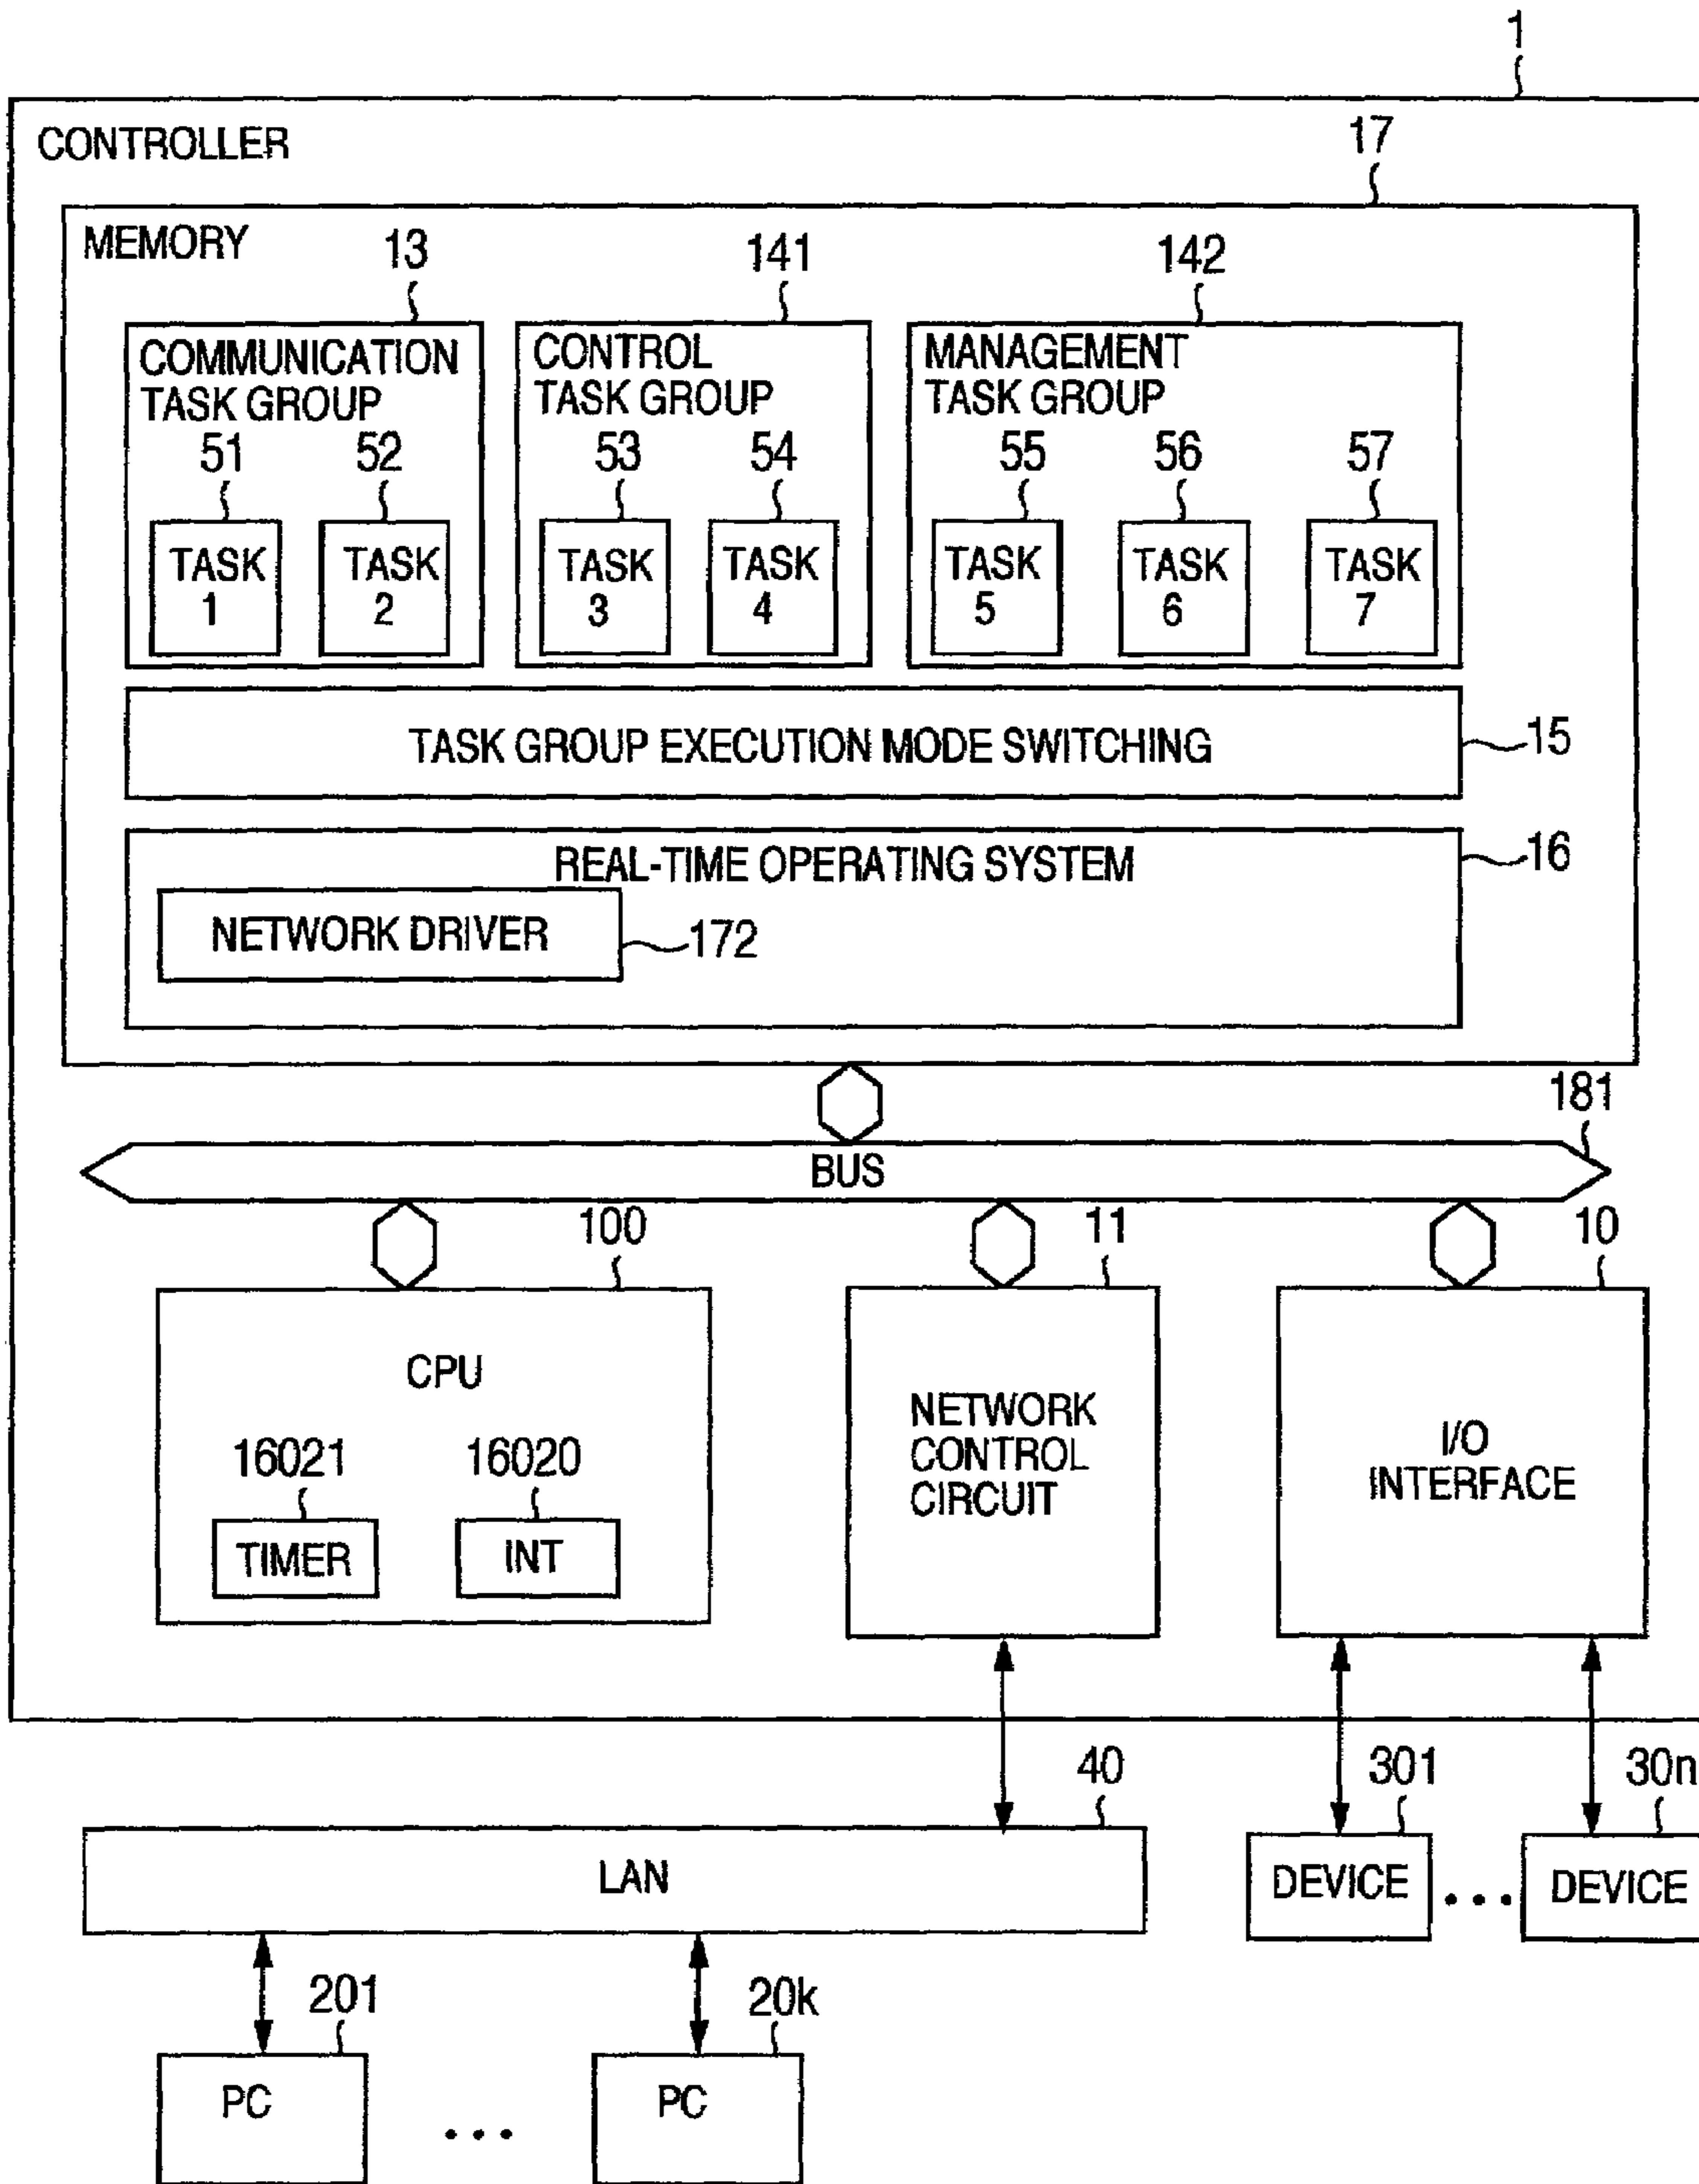 1
CONTROLLER
17
MEMORY
13
141
142
COMMUNICATION
TASK GROUP
CONTROL
TASK GROUP
MANAGEMENT
TASK GROUP
51
52
53
54
55
56
57
TASK
1
TASK
2
TASK
3
TASK
4
TASK
5
TASK
6
TASK
7
TASK GROUP EXECUTION MODE SWITCHING
15
REAL-TIME OPERATING SYSTEM
16
NETWORK DRIVER
172
181
BUS
100
11
10
CPU
16021
16020
TIMER
INT
NETWORK
CONTROL
CIRCUIT
I/O
INTERFACE
40
301
30n
LAN
DEVICE
...
DEVICE
201
20k
PC
...
PC